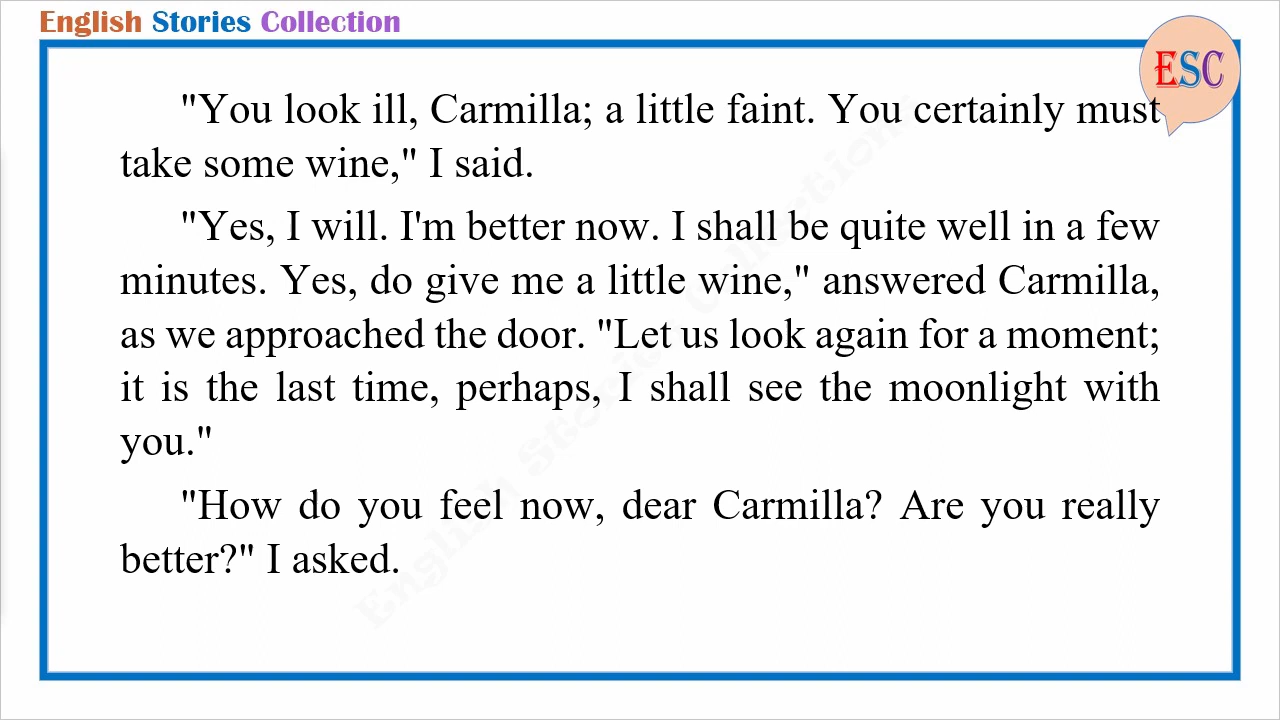 English Stories Collection
ESC
"You look ill, Carmilla; a little faint. You certainly must
take some wine," I said.
"Yes, I will. I'm better now. I shall be quite well in a few
minutes. Yes, do give me a little wine," answered Carmilla,
as we approached the door. "Let us look again for a moment;
it is the last time, perhaps, I shall see the moonlight with
you."
"How do you feel now, dear Carmilla? Are you really
better?" I asked.
English Stories Collection